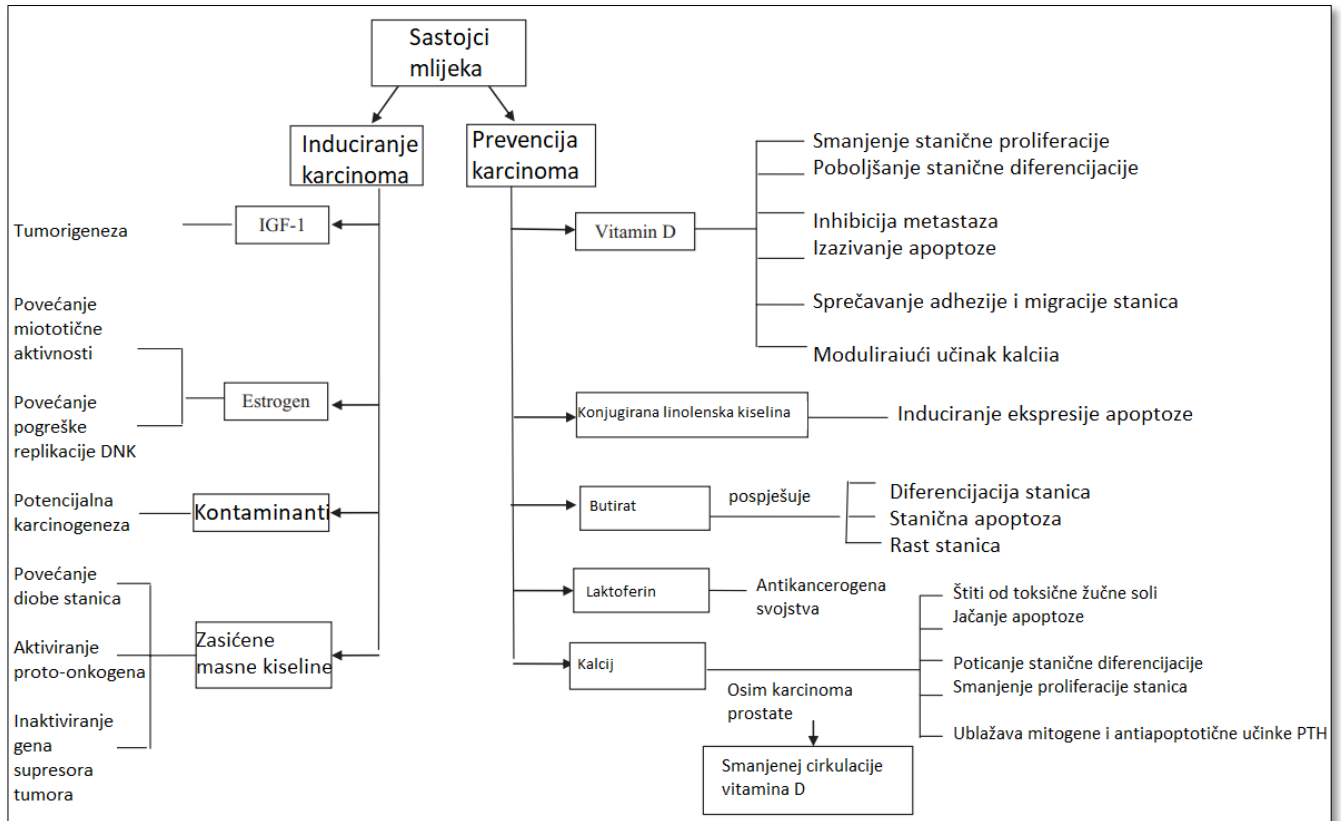 Sastojci
mlijeka
Induciranje
karcinoma
Prevencija
karcinoma
IGF-1
Tumorigeneza
Povećanje
miototične
aktivnosti
Estrogen
Povećanje
pogreške
replikacije DNK
Kontaminanti
Potencijalna
karcinogeneza
Zasićene
masne kiseline
Povećanje
diobe stanica
Aktiviranje
proto-onkogena
Inaktiviranje
gena
supresora
tumora
Vitamin D
Smanjenje stanične proliferacije
Poboljšanje stanične diferencijacije
Inhibicija metastaza
Izazivanje apoptoze
Sprečavanje adhezije i migracije stanica
Moduliraiući učinak kalciia
Konjugirana linolenska kiselina
Induciranje ekspresije apoptoze
Butirat
pospješuje
Diferencijacija stanica
Stanična apoptoza
Rast stanica
Laktoferin
Antikancerogena
svojstva
Kalcij
Štiti od toksične žučne soli
Jačanje apoptoze
Poticanje stanične diferencijacije
Smanjenje proliferacije stanica
Ublažava mitogene i antiapoptotične učinke PTH
Osim karcinoma
prostate
Smanjenej cirkulacije
vitamina D